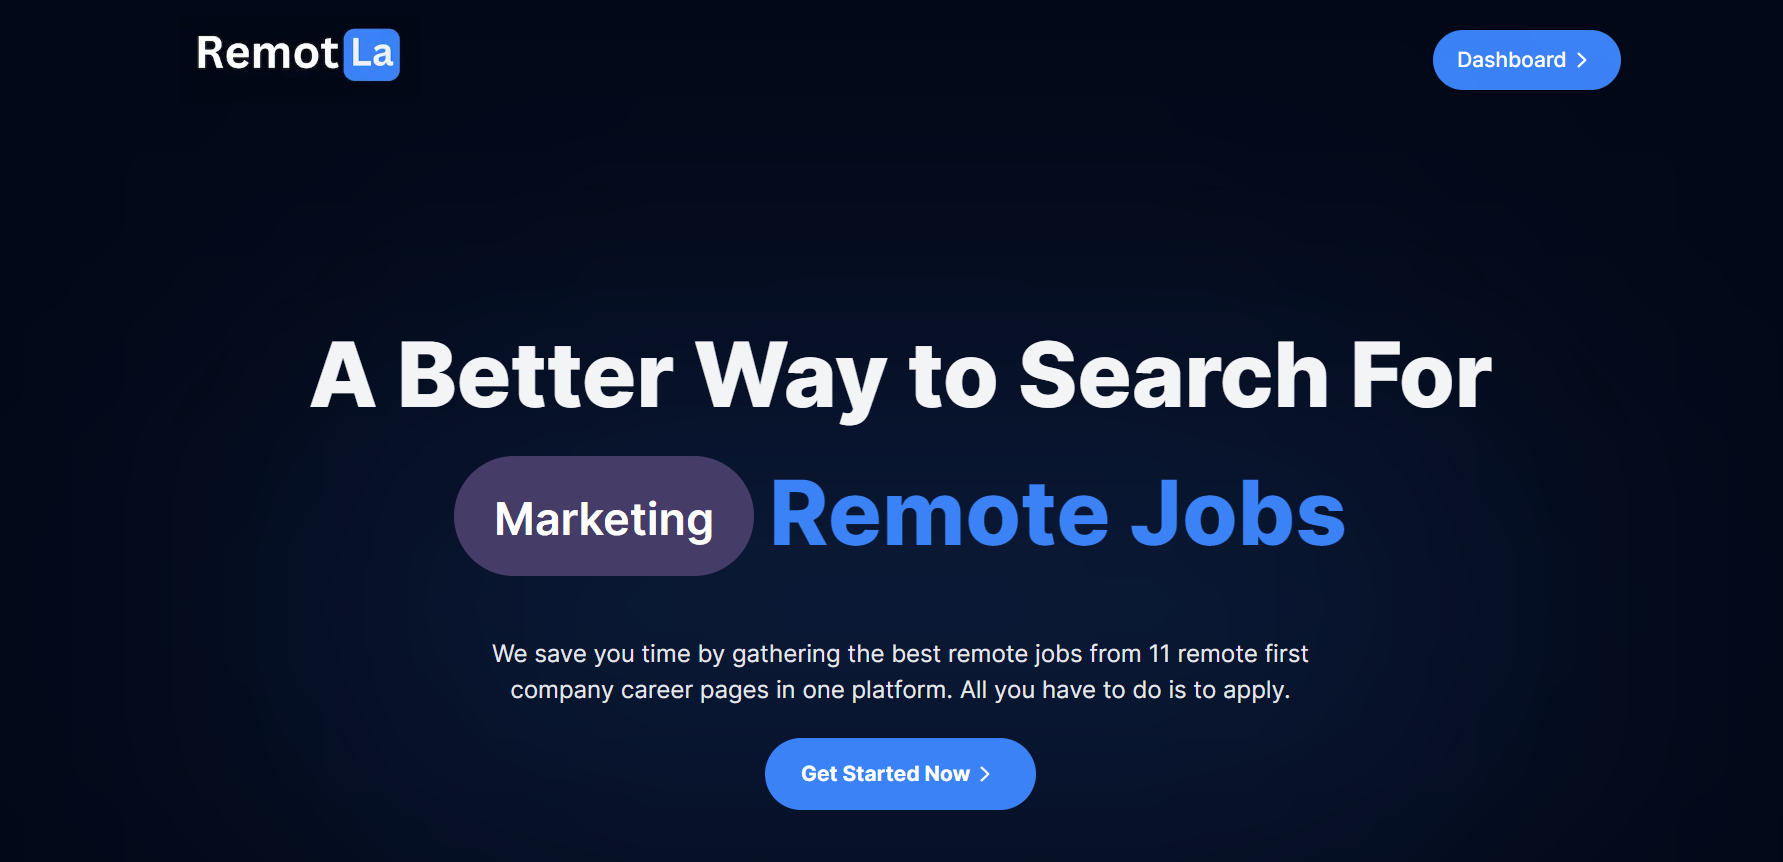 RemotLa
Dashboard
A Better Way to Search For
Marketing Remote Jobs
We save you time by gathering the best remote jobs from 11 remote first
company career pages in one platform. All you have to do is to apply.
Get Started Now